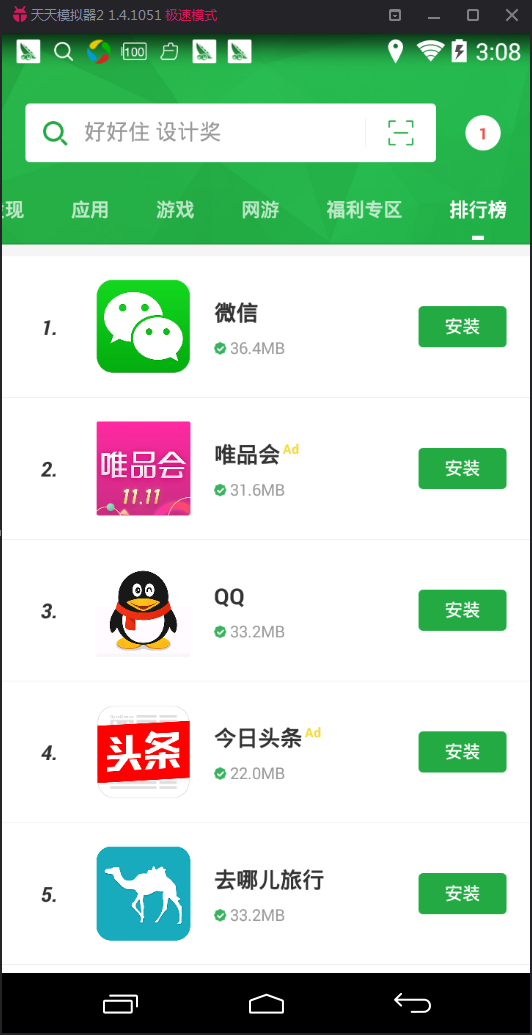 天天模拟器2 1.4.1051 极速模式
100
3:08
好好住 设计奖
1
现 应用 游戏 网游 福利专区 排行榜
1.
微信
36.4MB
安装
2.
唯品会
11.11
唯品会 Ad
31.6MB
安装
3.
QQ
33.2MB
安装
4.
头条
今日头条 Ad
22.0MB
安装
5.
去哪儿旅行
33.2MB
安装